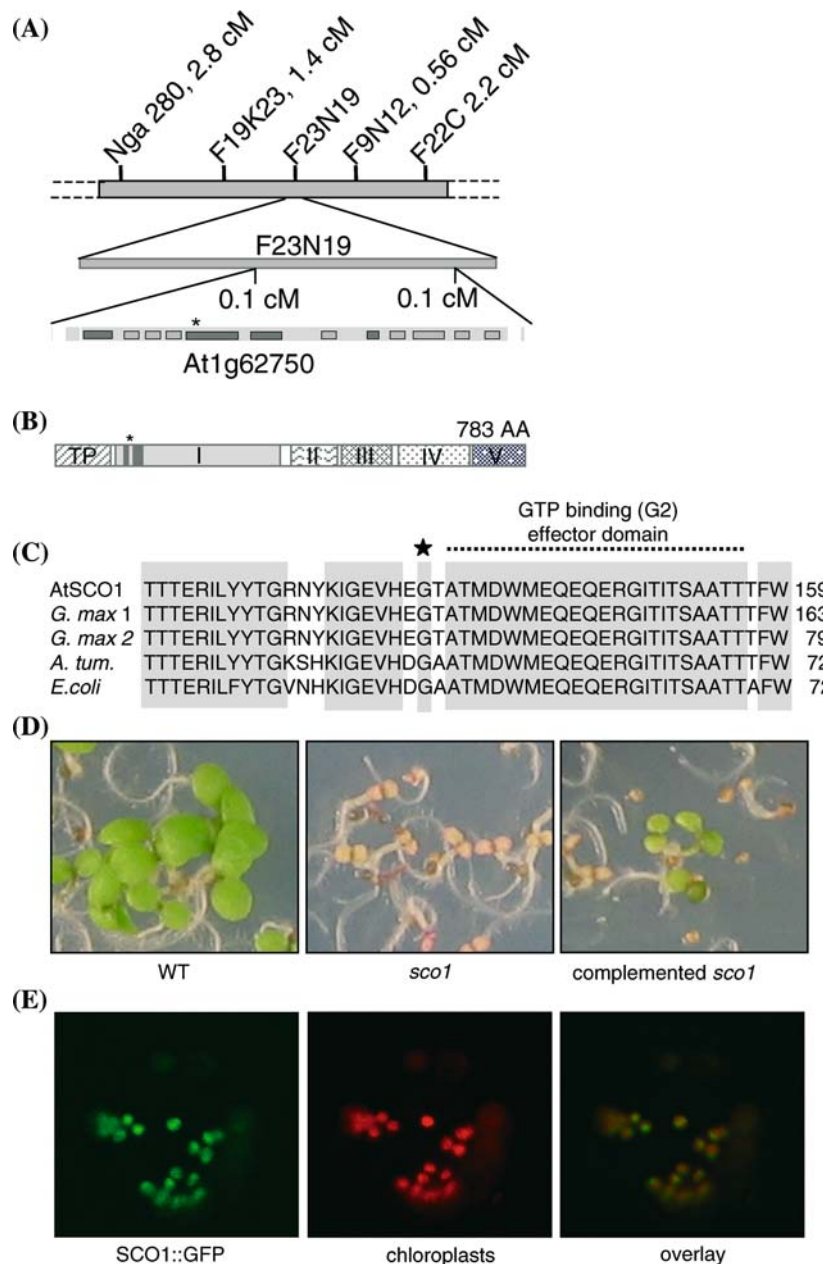 (A)
Nga 280, 2.8 cM
F19K23, 1.4 cM
F23N19
F9N12, 0.56 cM
F22C 2.2 cM
F23N19
0.1 cM
0.1 cM
*
At1g62750
(B)
783 AA
*
TP I II III IV V
GTP binding (G2)
effector domain
(C)
★
AtSCO1 TTTERILYYTGRNYKIGEVHEGTATMDWMEQEQERGITITSAATTTFW 159
G. max 1 TTTERILYYTGRNYKIGEVHEGTATMDWMEQEQERGITITSAATTTFW 163
G. max 2 TTTERILYYTGRNYKIGEVHEGTATMDWMEQEQERGITITSAATTTFW 79
A. tum. TTTERILYYTGKSHKIGEVHDGAATMDWMEQEQERGITITSAATTTFW 72
E.coli TTTERILFYTGVNHKIGEVHDGAATMDWMEQEQERGITITSAATTAFW 72
(D)
WT
sco1
complemented sco1
(E)
SCO1::GFP
chloroplasts
overlay